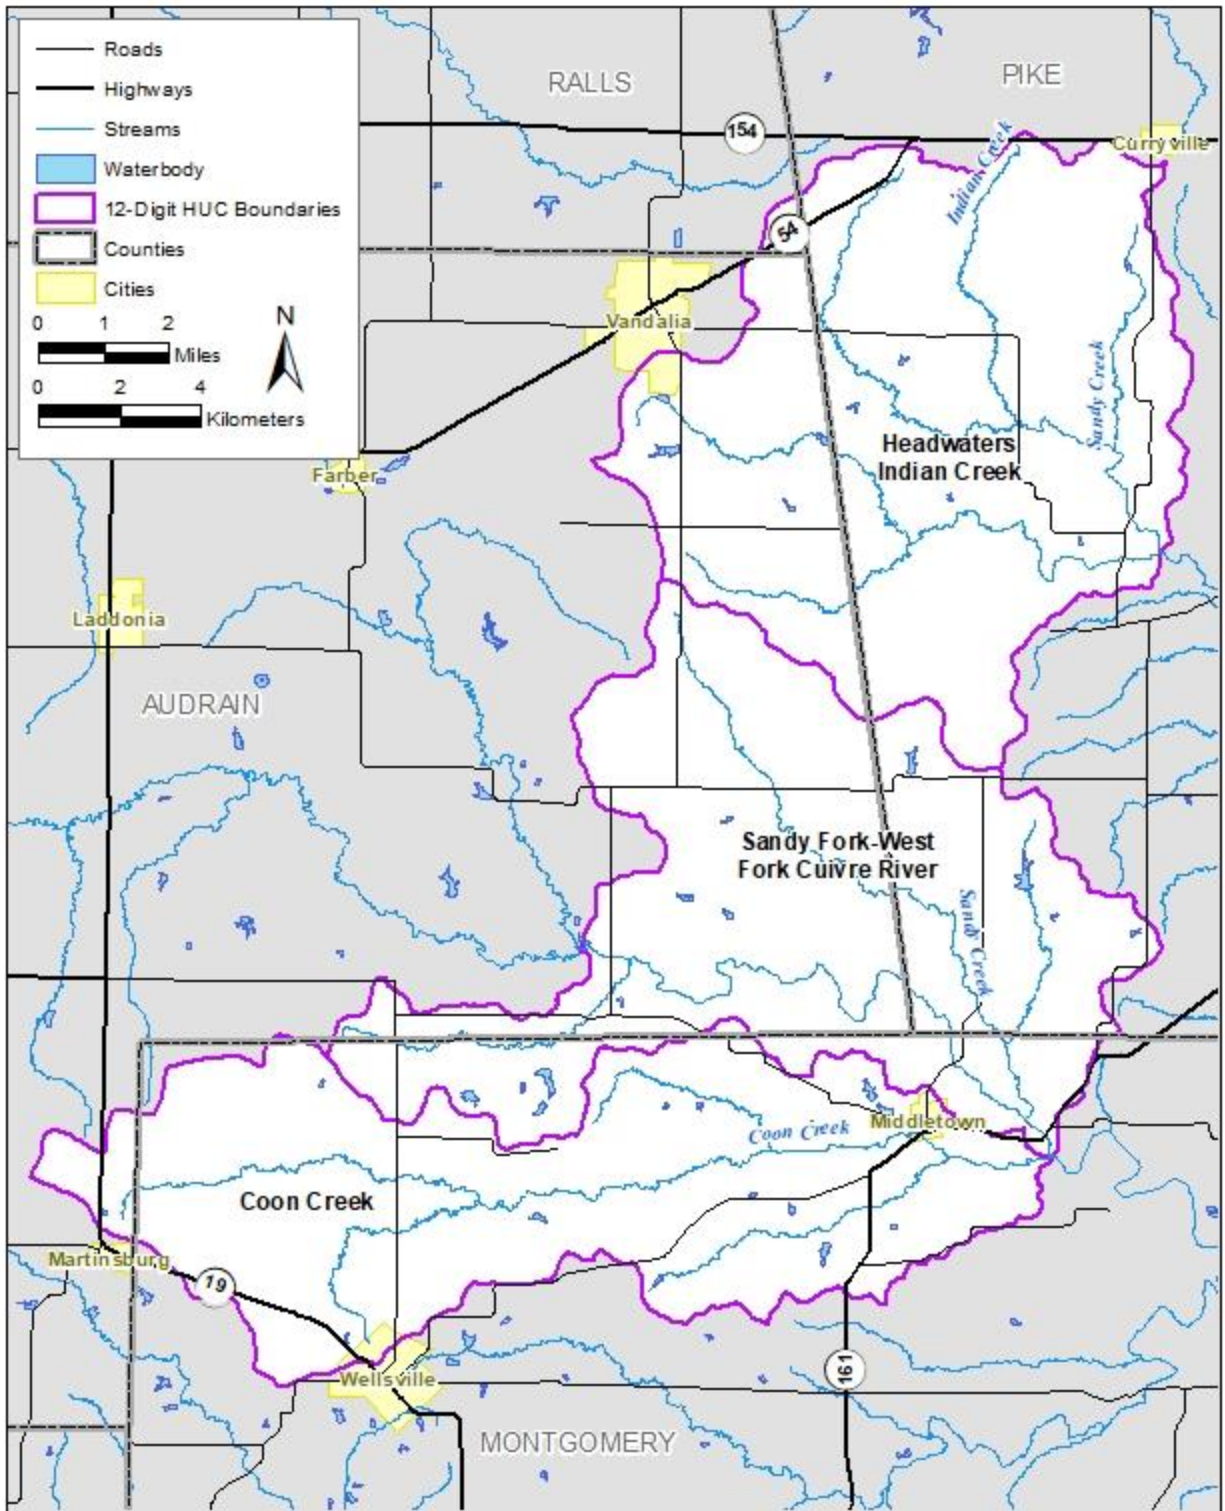 Roads
Highways
Streams
Waterbody
12-Digit HUC Boundaries
Counties
Cities
0 1 2
Miles
0 2 4
Kilometers
N
RALLS
PIKE
154
Curryville
Indian Creek
54
Vandalia
Sandy Creek
Headwaters
Indian Creek
Farber
Laddonia
AUDRAIN
Sandy Fork-West
Fork Cuivre River
Sandy Creek
Middletown
Coon Creek
Coon Creek
Martinsburg
19
161
Wellsville
MONTGOMERY